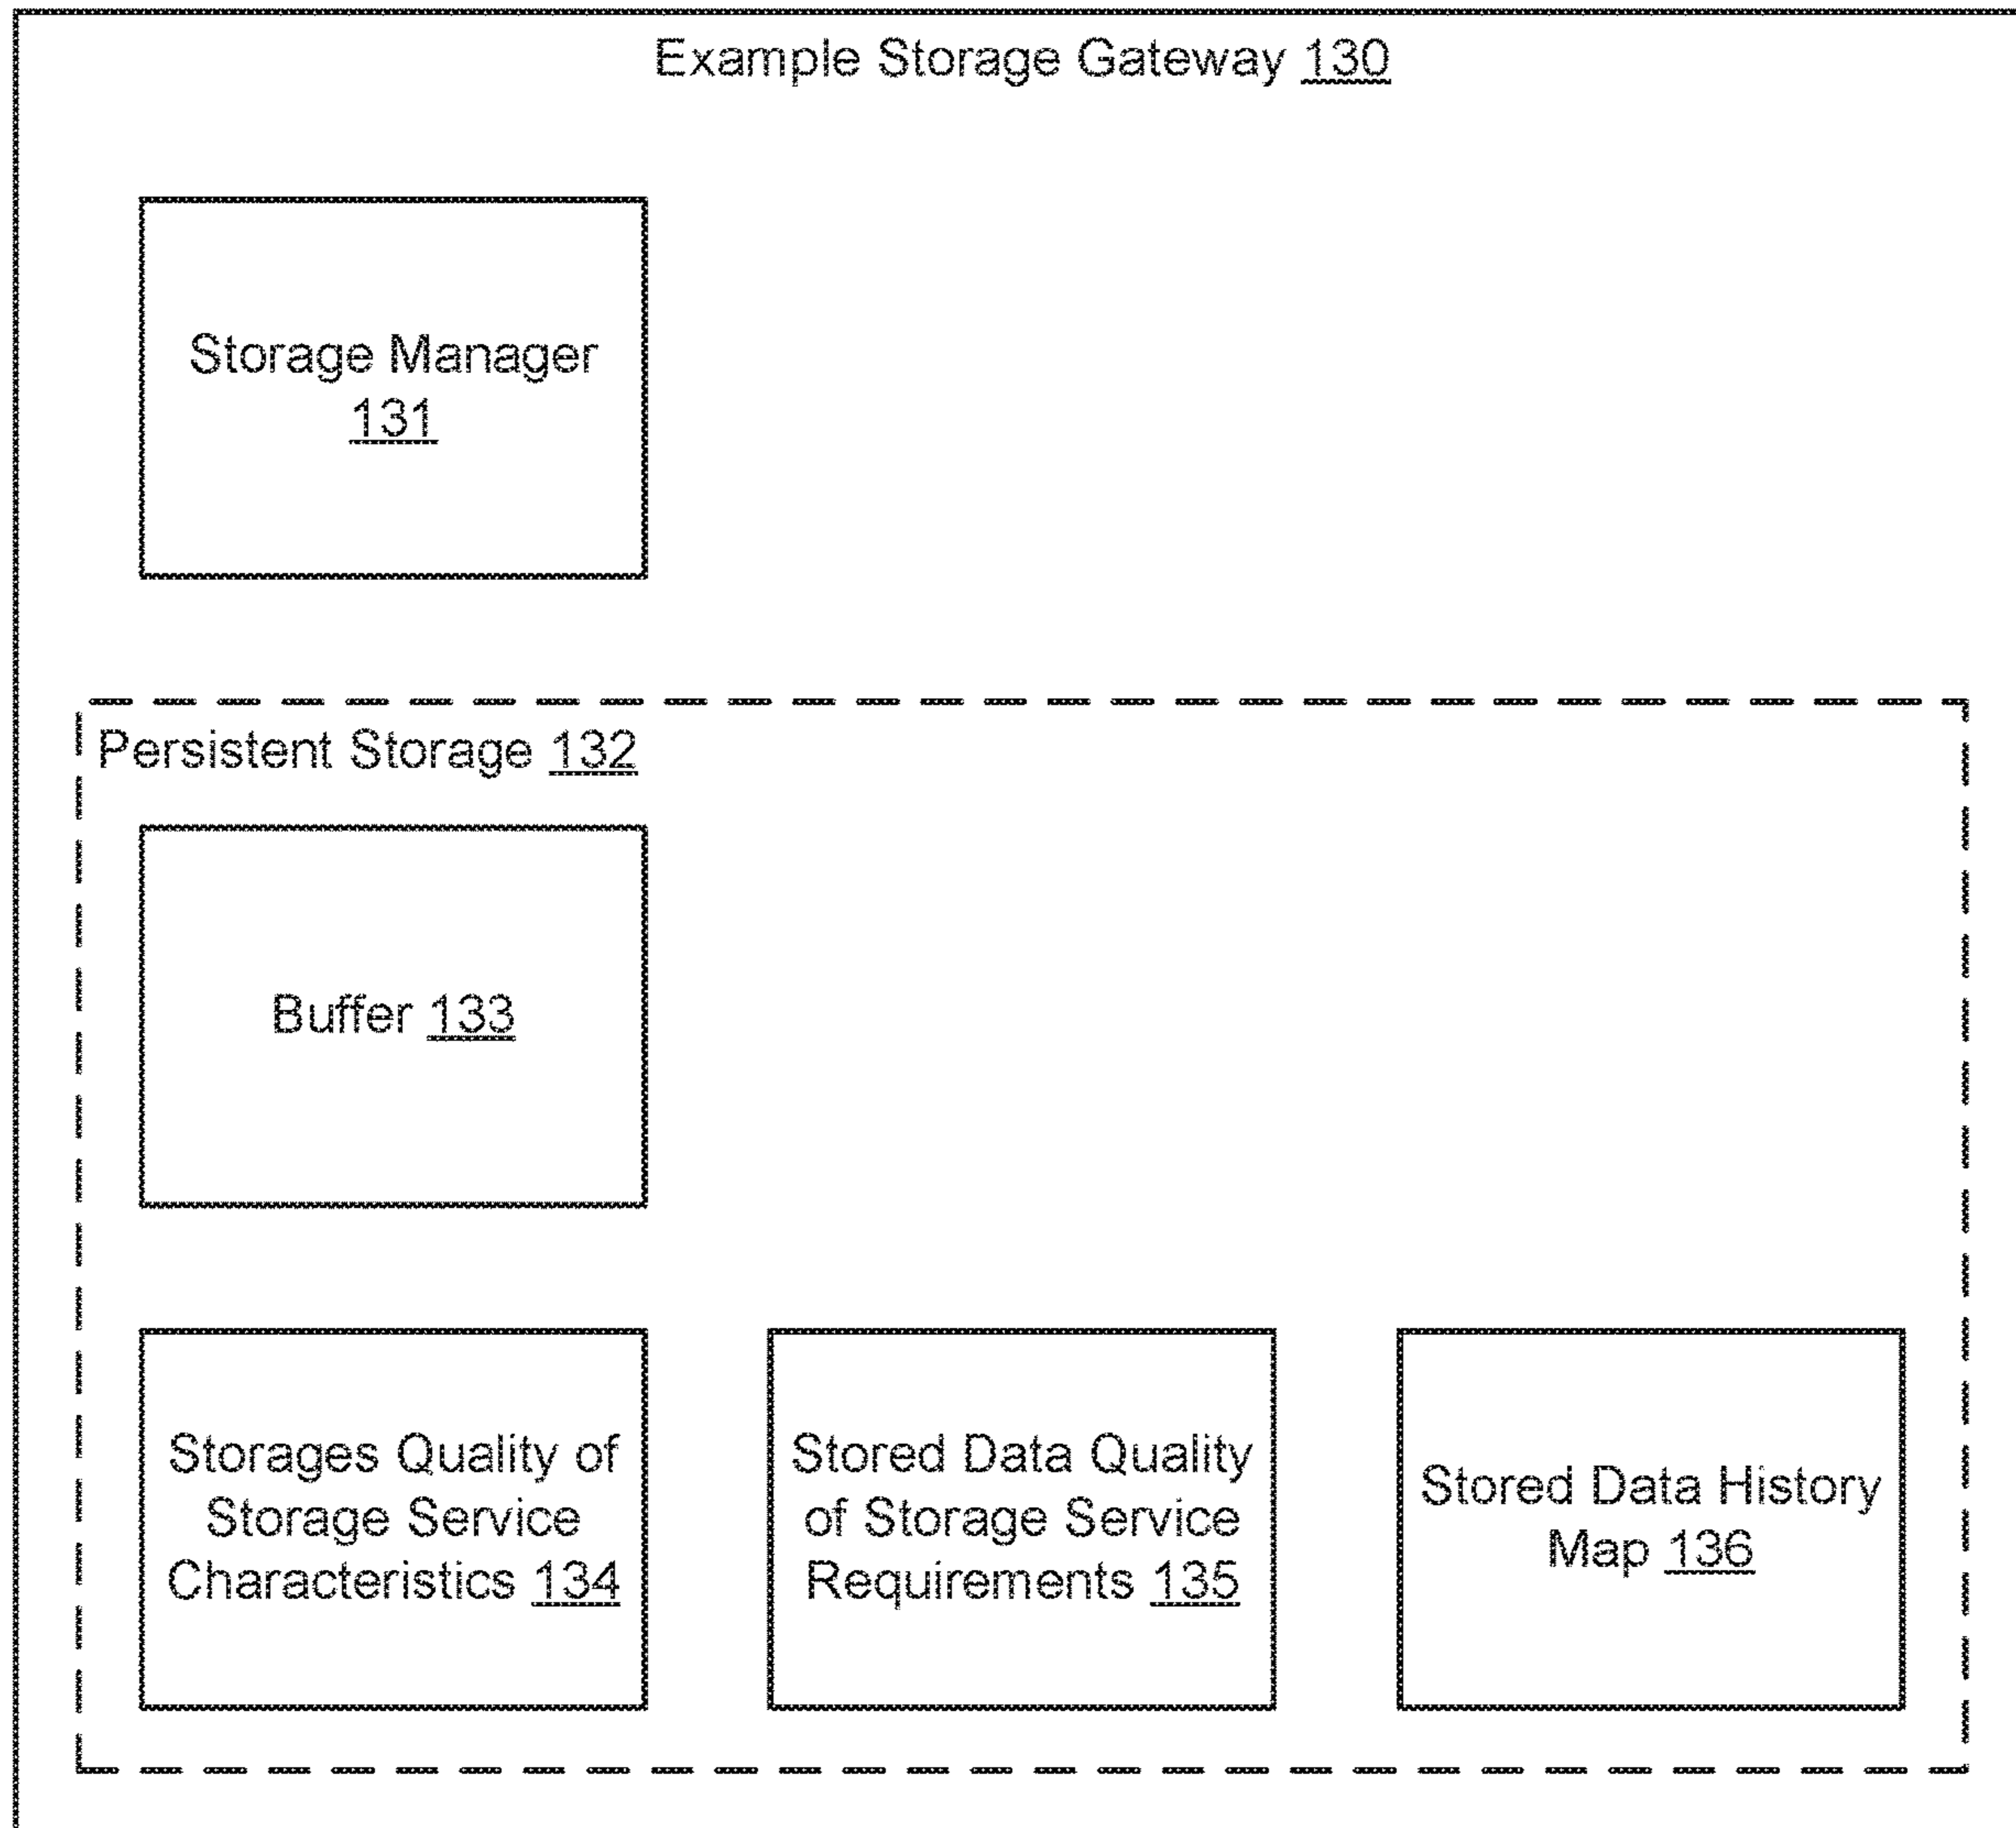 Example Storage Gateway 130
Storage Manager
131
Persistent Storage 132
Buffer 133
Storages Quality of
Storage Service
Characteristics 134
Stored Data Quality
of Storage Service
Requirements 135
Stored Data History
Map 136